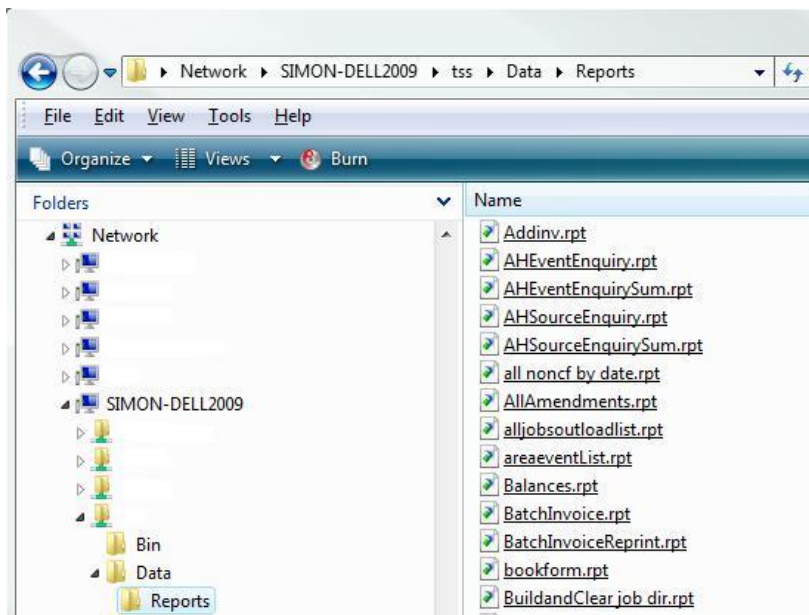 Network SIMON-DELL2009 tss Data Reports
File Edit View Tools Help
Organize Views Burn
Folders
Network
SIMON-DELL2009
Bin
Data
Reports
Name
Addinv.rpt
AHEventEnquiry.rpt
AHEventEnquirySum.rpt
AHSourceEnquiry.rpt
AHSourceEnquirySum.rpt
all noncf by date.rpt
AllAmendments.rpt
alljobsoutloadlist.rpt
areaeventList.rpt
Balances.rpt
BatchInvoice.rpt
BatchInvoiceReprint.rpt
bookform.rpt
BuildandClear job dir.rpt